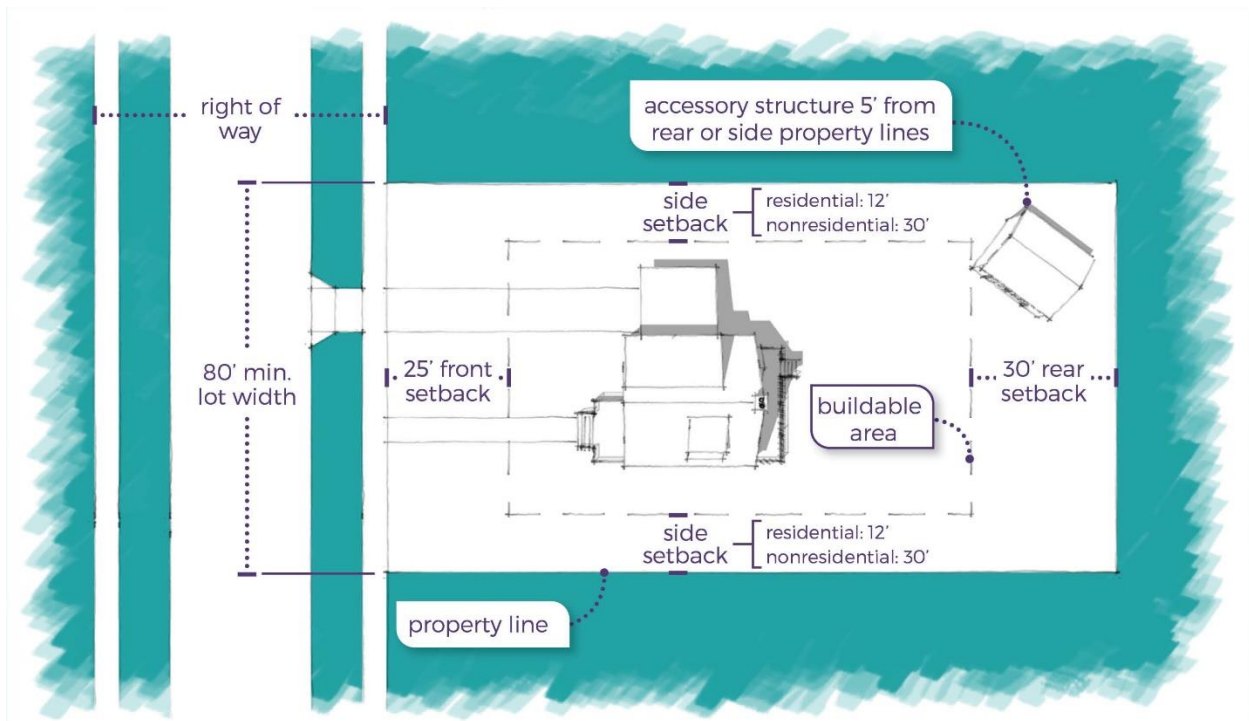 right of
way
accessory structure 5' from
rear or side property lines
side
setback
residential: 12'
nonresidential: 30'
80' min.
lot width
25' front
setback
30' rear
setback
buildable
area
side
setback
residential: 12'
nonresidential: 30'
property line